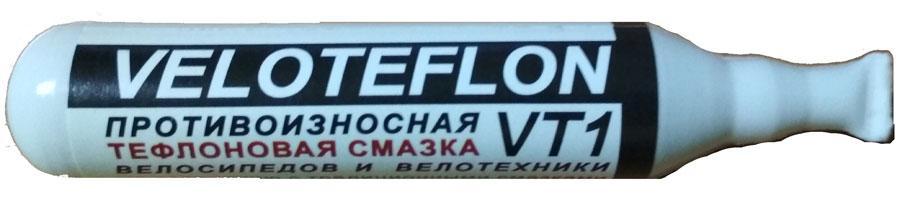 VELOTEFLON
ПРОТИВОИЗНОСНАЯ VT1
ТЕФЛОНОВАЯ СМАЗКА
ВЕЛОСИПЕДОВ И ВЕЛОТЕХНИКИ